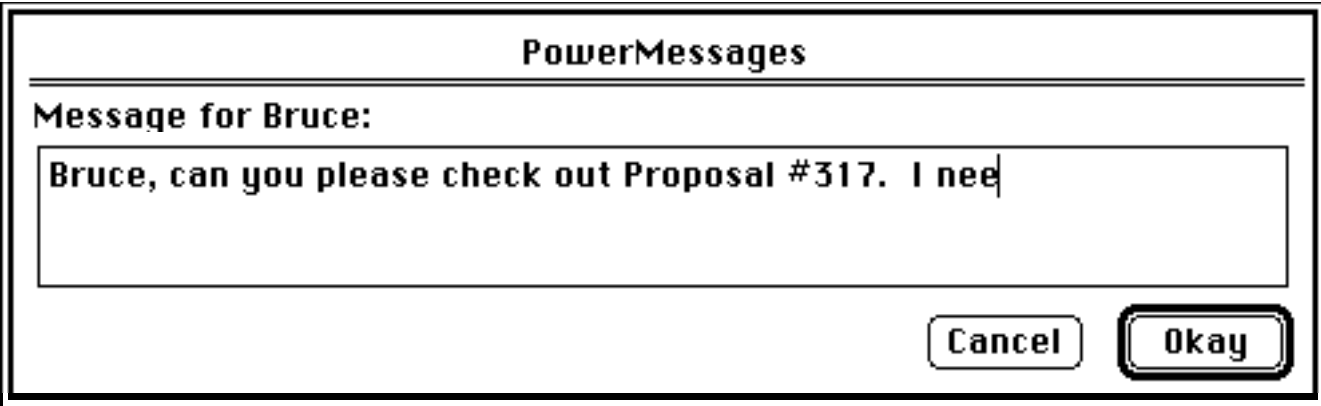 PowerMessages
Message for Bruce:
Bruce, can you please check out Proposal #317.  I nee
Cancel
Okay